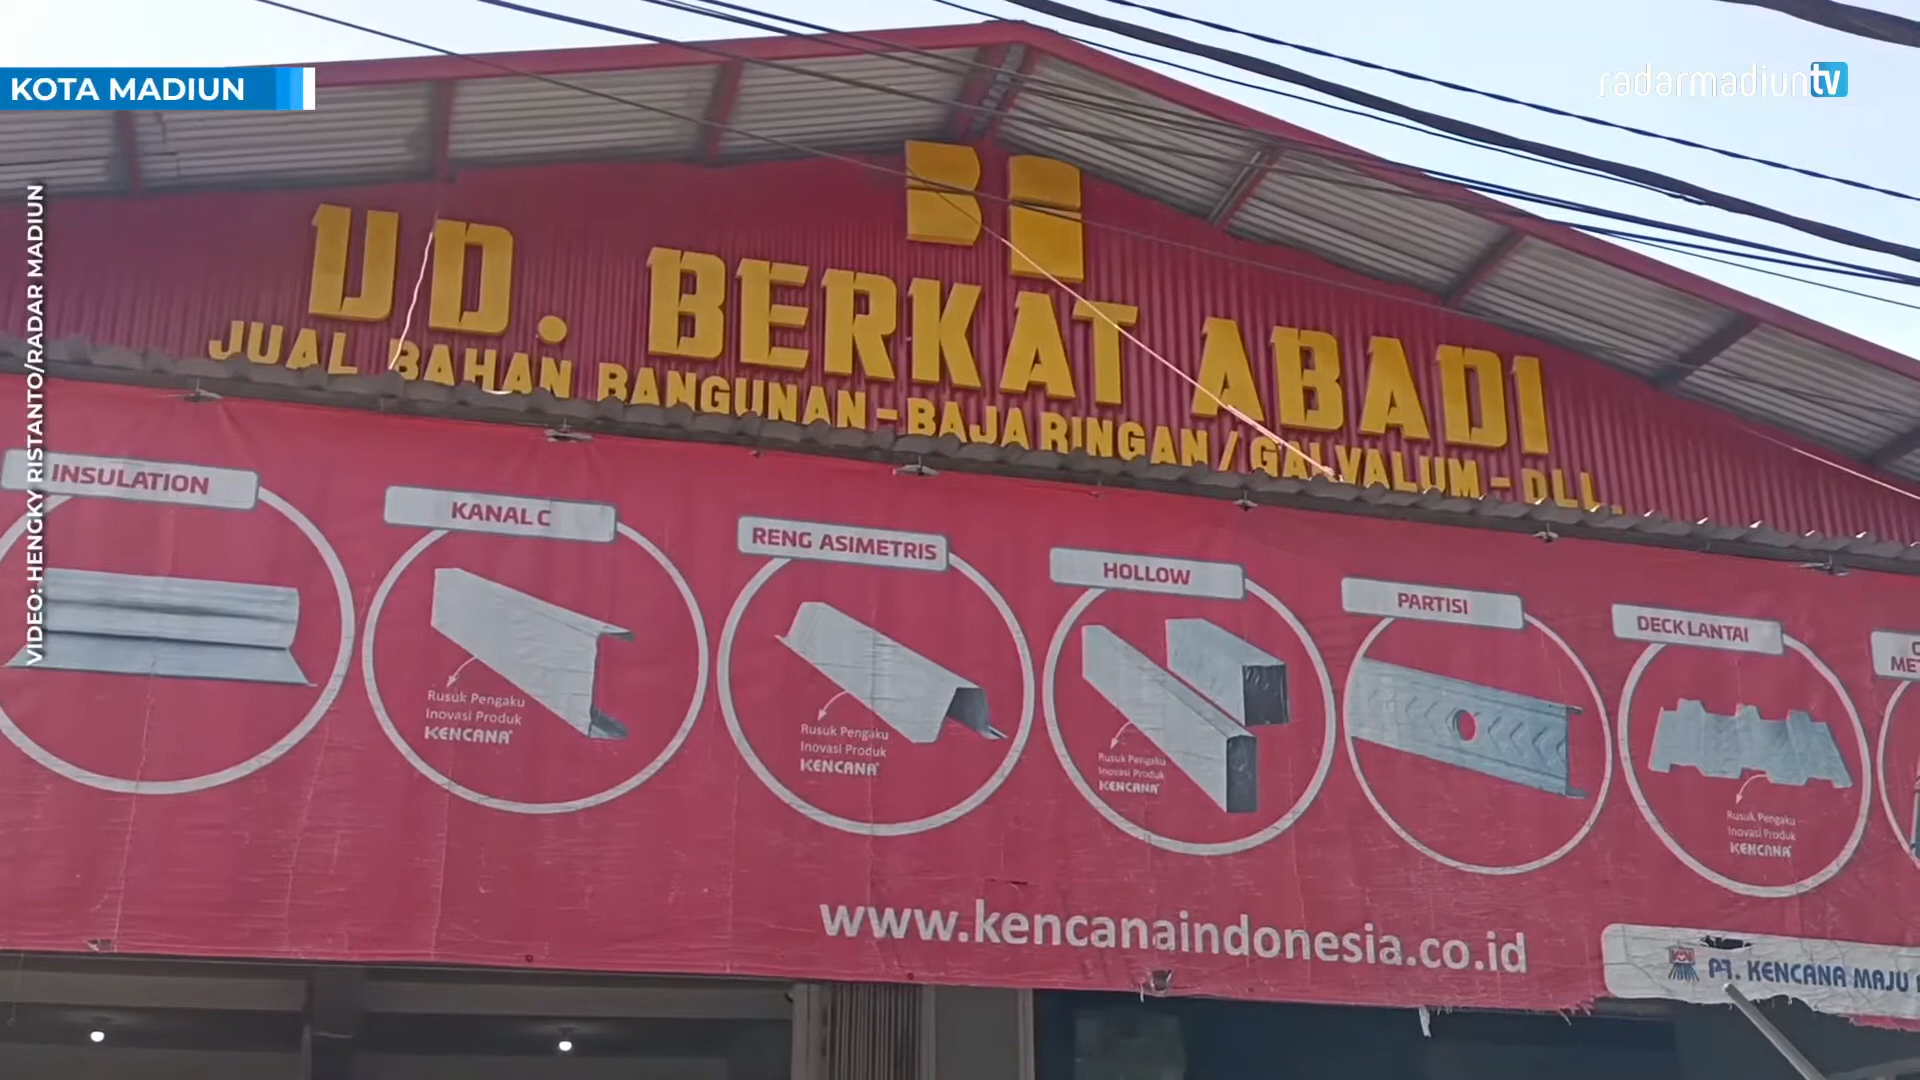 KOTA MADIUN
radarmadiuntv
VIDEO: HENGKY RISTANTO/RADAR MADIUN
UD. BERKAT ABADI
JUAL BAHAN BANGUNAN - BAJA RINGAN / GALVALUM - DLL.
INSULATION
KANAL C
RENG ASIMETRIS
HOLLOW
PARTISI
DECK LANTAI
Rusuk Pengaku
Inovasi Produk
KENCANA
Rusuk Pengaku
Inovasi Produk
KENCANA
Rusuk Pengaku
Inovasi Produk
KENCANA
Rusuk Pengaku
Inovasi Produk
KENCANA
www.kencanaindonesia.co.id
PT. KENCANA MAJU